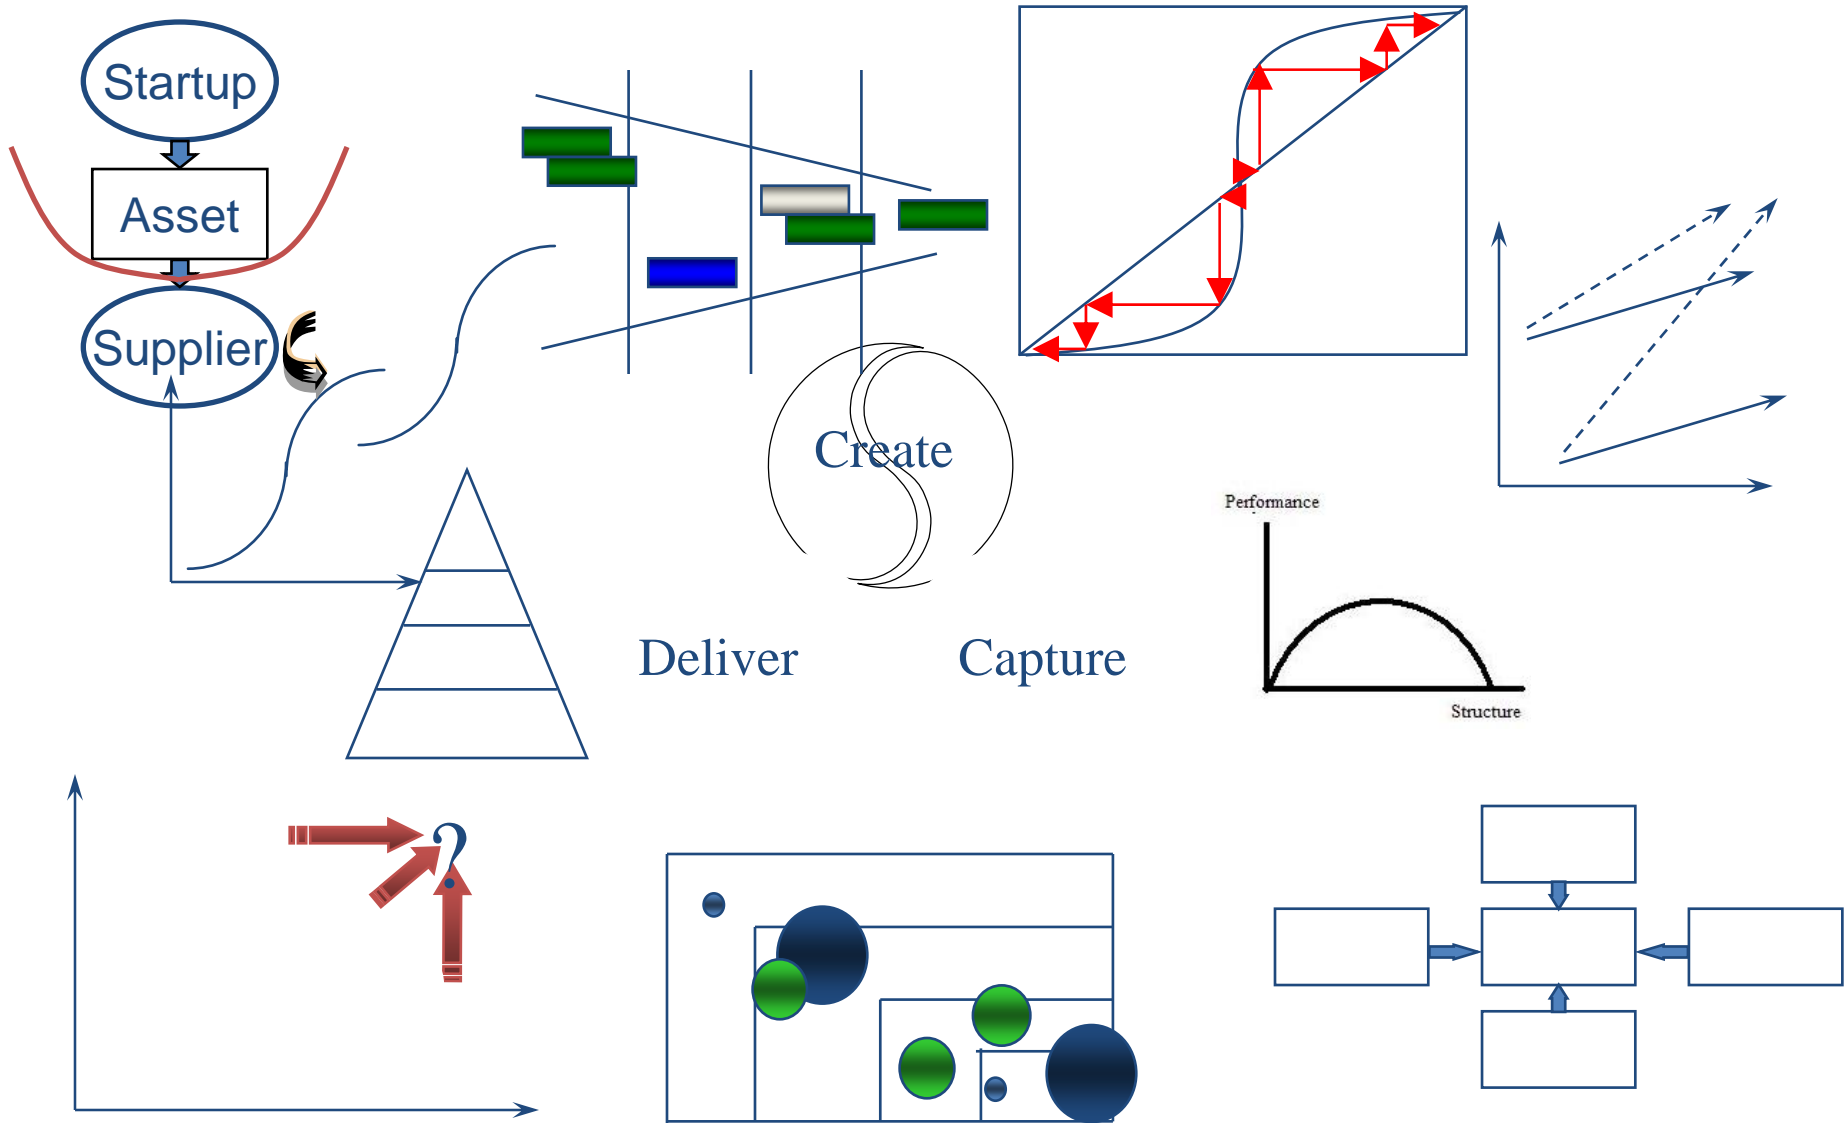 Startup
Asset
Supplier
Create
Performance
Deliver
Capture
Structure
?